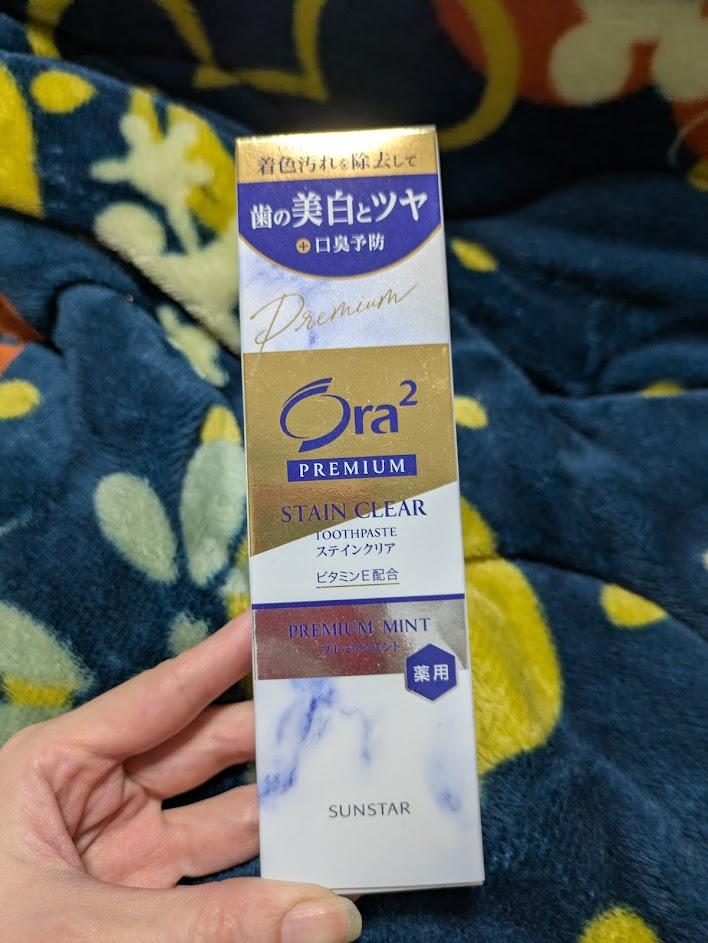 着色汚れを除去して
歯の美白とツヤ
+口臭予防
Premium
Ora²
PREMIUM
STAIN CLEAR
TOOTHPASTE
ステインクリア
ビタミンE配合
PREMIUM MINT
プレミアムミント
薬用
SUNSTAR